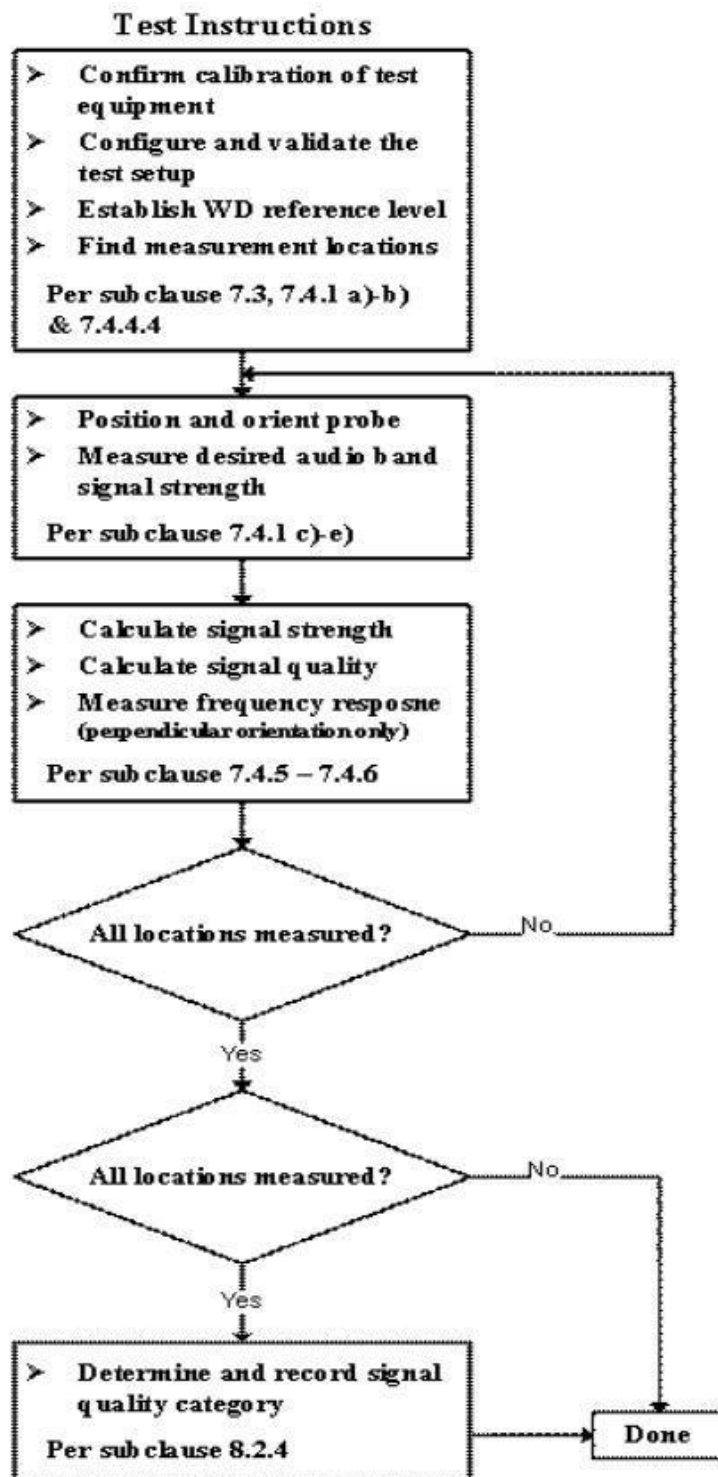 Test Instructions
➢ Confirm calibration of test
equipment
➢ Configure and validate the
test setup
➢ Establish WD reference level
➢ Find measurement locations
Per subclause 7.3, 7.4.1 a)-b)
& 7.4.4.4
➢ Position and orient probe
➢ Measure desired audio band
signal strength
Per subclause 7.4.1 c)-e)
➢ Calculate signal strength
➢ Calculate signal quality
➢ Measure frequency resposne
(perpendicular orientation only)
Per subclause 7.4.5 – 7.4.6
All locations measured?
No
Yes
All locations measured?
No
Yes
➢ Determine and record signal
quality category
Per subclause 8.2.4
Done